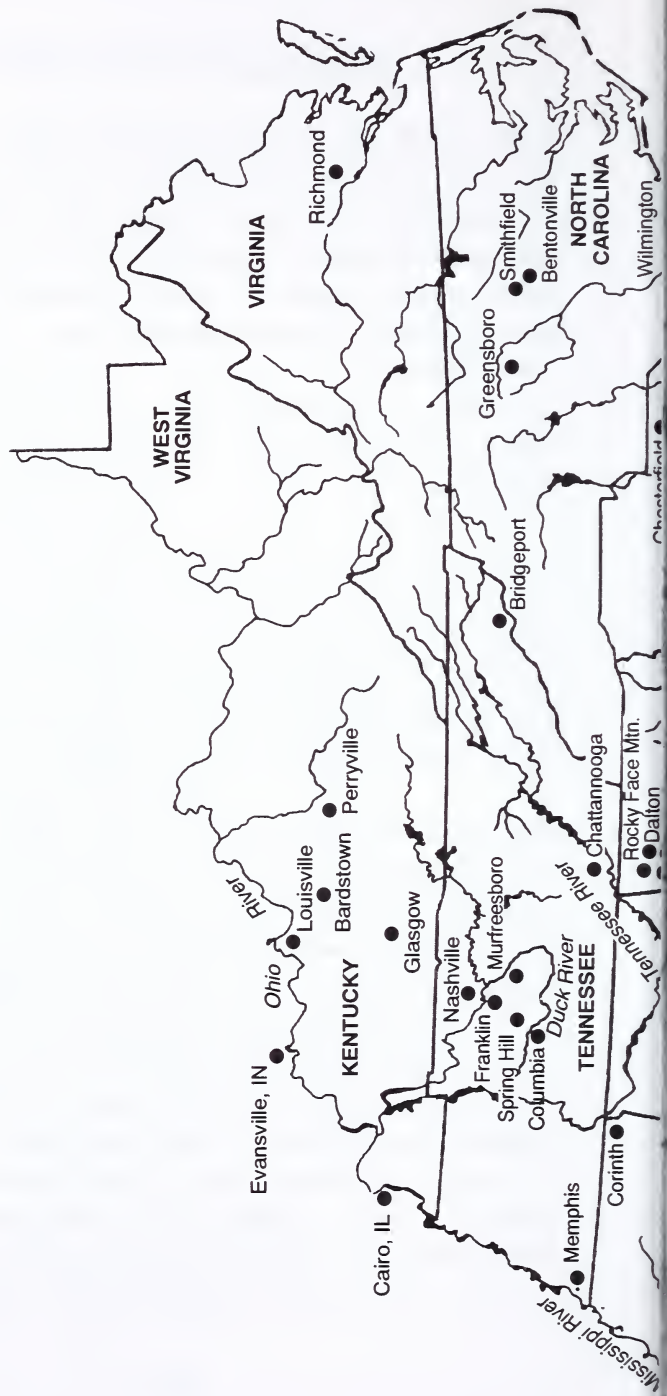 WEST
VIRGINIA
VIRGINIA
Richmond
Evansville, IN
Ohio
River
Louisville
Bardstown
Perryville
Cairo, IL
KENTUCKY
Glasgow
Nashville
Franklin
Murfreesboro
Spring Hill
Columbia
Duck River
TENNESSEE
Bridgeport
Greensboro
Smithfield
Bentonville
NORTH
CAROLINA
Wilmington
Memphis
Mississippi River
Corinth
Tennessee River
Chattannooga
Rocky Face Mtn.
Dalton